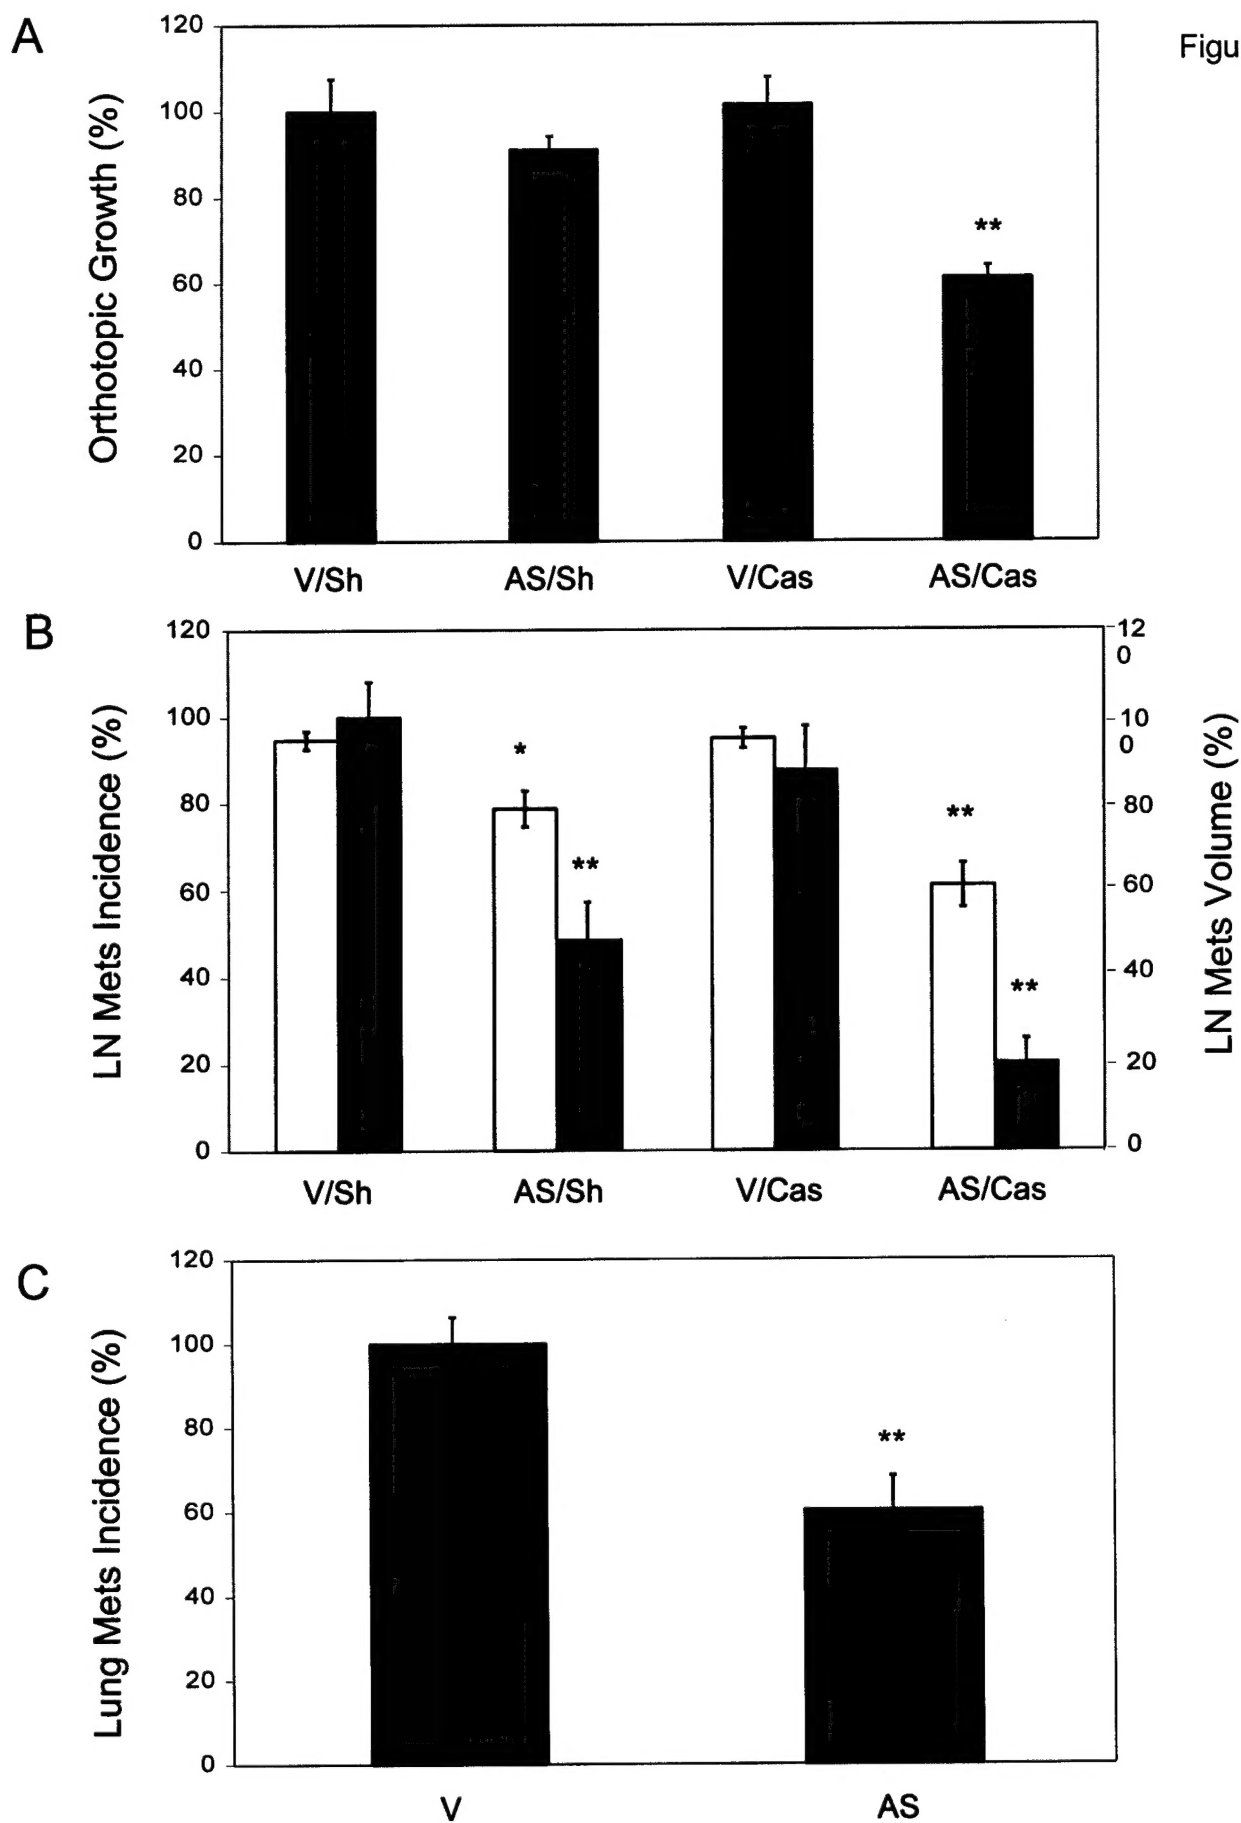 A
Figu
Orthotopic Growth (%)
120
100
80
60
40
20
0
**
V/Sh
AS/Sh
V/Cas
AS/Cas
B
LN Mets Incidence (%)
120
100
80
60
40
20
0
*
**
**
**
12
0
10
0
80
60
40
20
0
LN Mets Volume (%)
V/Sh
AS/Sh
V/Cas
AS/Cas
C
Lung Mets Incidence (%)
120
100
80
60
40
20
0
**
V
AS